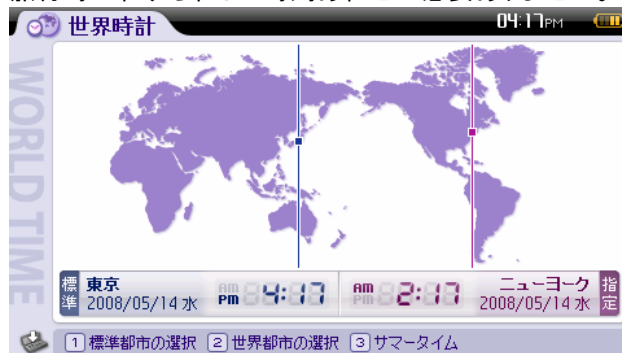 世界時計
04:17PM
WORLD TIME
標準
東京
2008/05/14 水
AM
PM 4:17
AM
PM 2:17
ニューヨーク
2008/05/14 水
指定
1 標準都市の選択 2 世界都市の選択 3 サマータイム